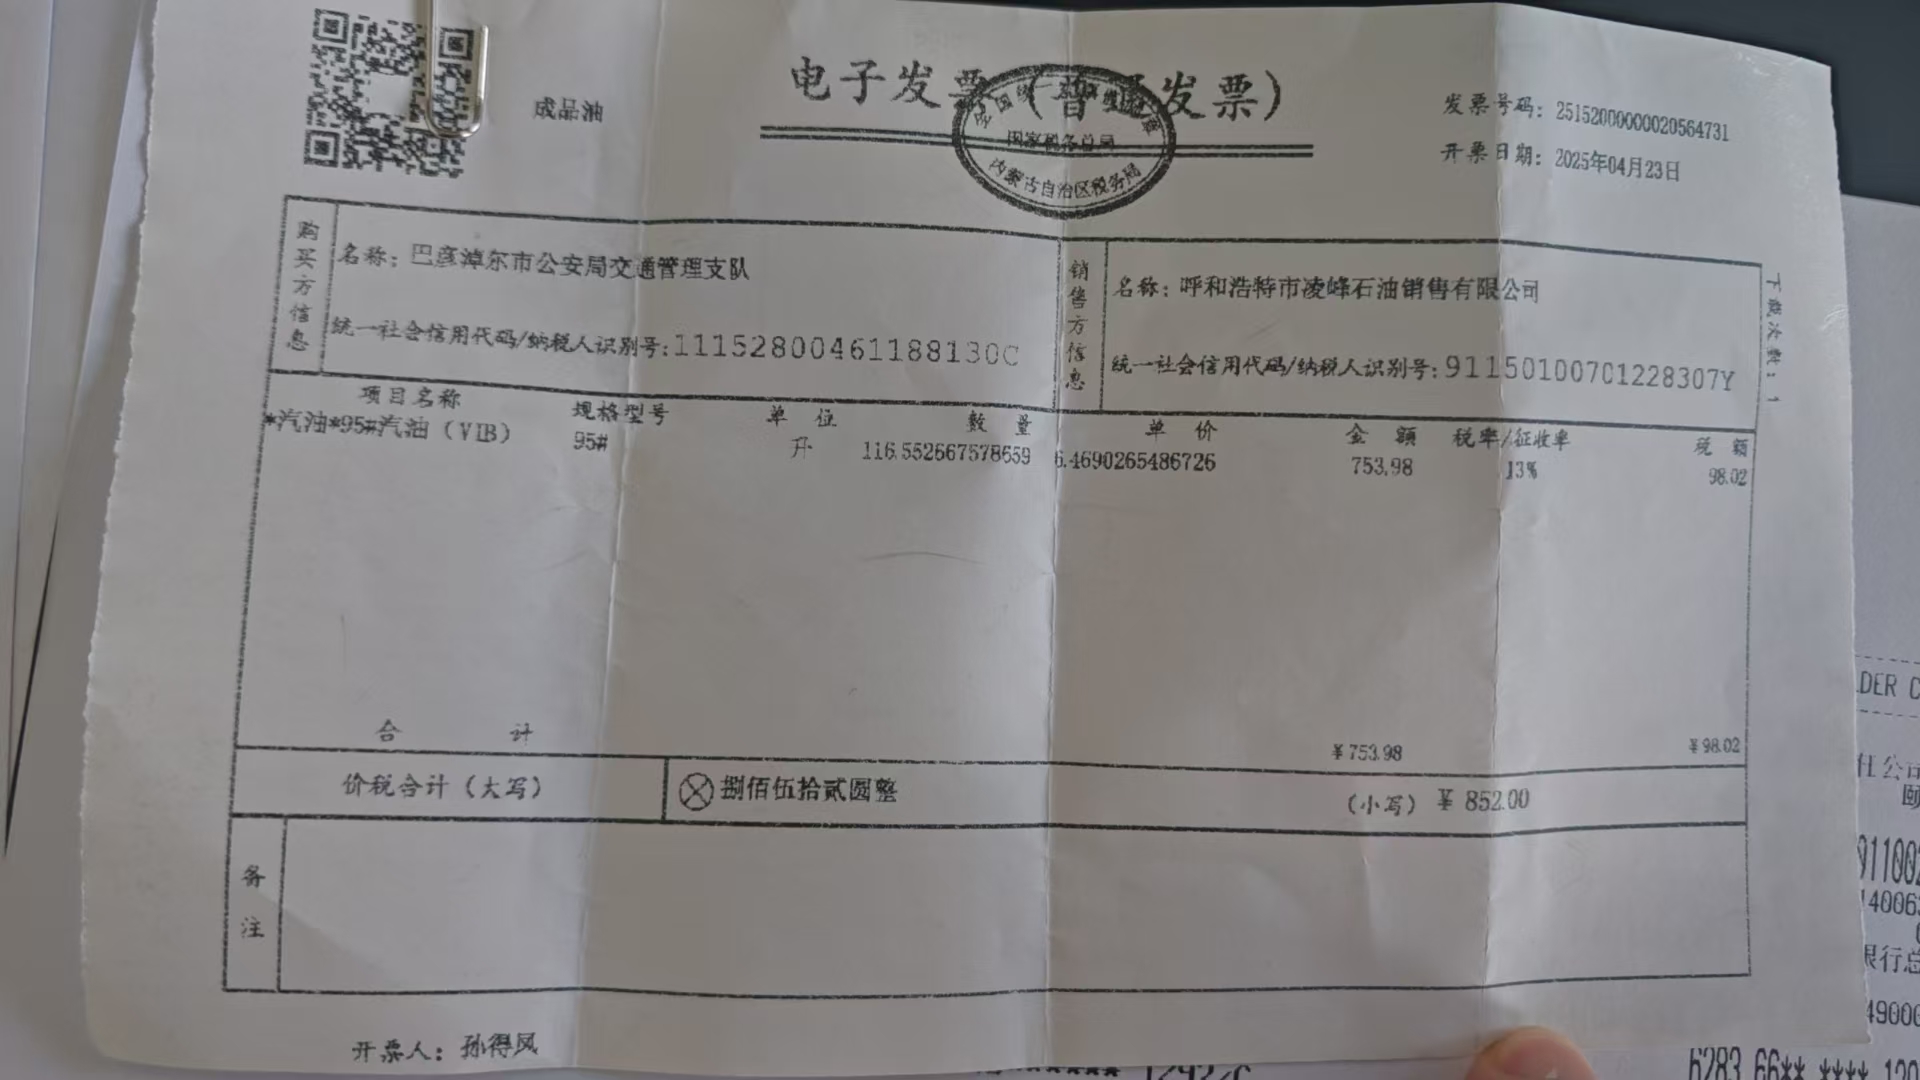 成品油
电子发票（普通发票）
国家税务总局
内蒙古自治区税务局
发票号码：25152000000020564731
开票日期：2025年04月23日
购买方信息
名称：巴彦淖尔市公安局交通管理支队
统一社会信用代码/纳税人识别号：11152800461188130C
销售方信息
名称：呼和浩特市凌峰石油销售有限公司
统一社会信用代码/纳税人识别号：91150100701228307Y
下载次数：1
项目名称 规格型号 单位 数量 单价 金额 税率/征收率 税额
*汽油*95#汽油（VIB） 95# 升 116.552667578659 6.4690265486726 753.98 13% 98.02
合计 ¥753.98 ¥98.02
价税合计（大写） 捌佰伍拾贰圆整 （小写） ¥ 852.00
备注
开票人：孙得凤